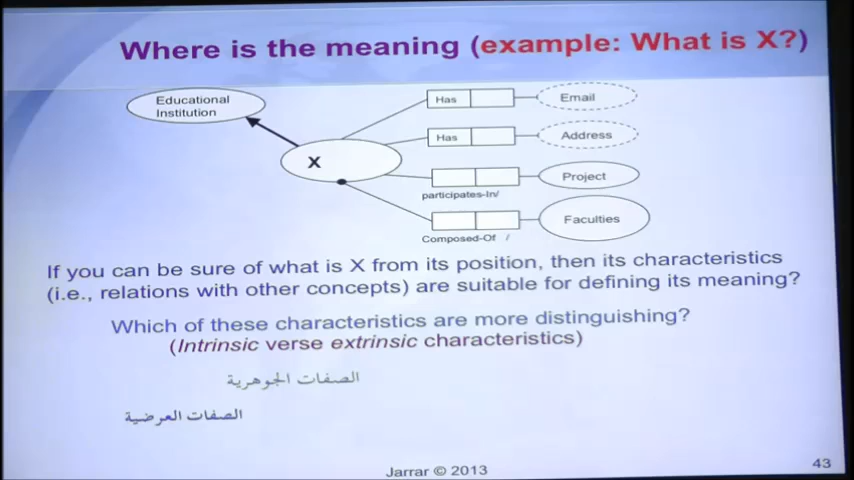 Where is the meaning (example: What is X?)
Educational
Institution
X
Has
Email
Has
Address
Project
participates-In/
Faculties
Composed-Of /
If you can be sure of what is X from its position, then its characteristics
(i.e., relations with other concepts) are suitable for defining its meaning?
Which of these characteristics are more distinguishing?
(Intrinsic verse extrinsic characteristics)
الصفات الجوهرية
الصفات العرضية
Jarrar © 2013
43